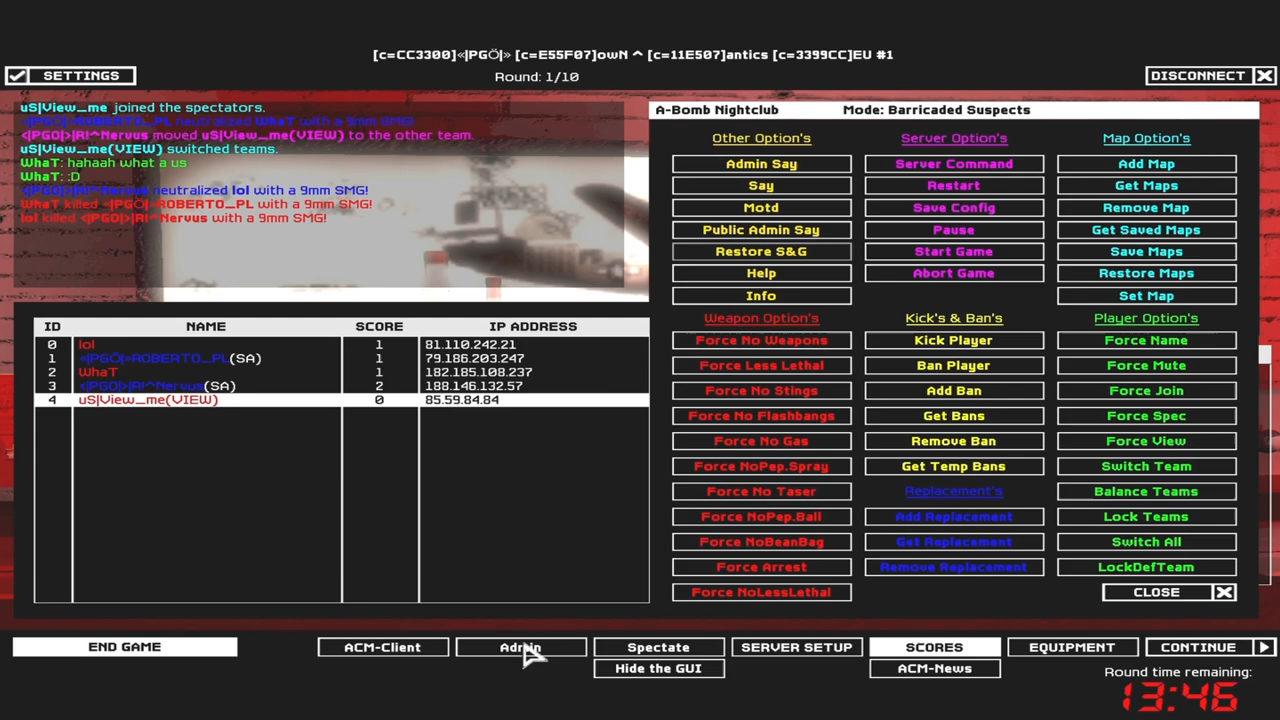 [c=CC3300]«|PGÖ|» [c=E55F07]owN ^ [c=11E507]antics [c=3399CC]EU #1
SETTINGS
Round: 1/10
DISCONNECT
uS|View_me joined the spectators.
<|PGO|>ROBERTO_PL neutralized WhaT with a 9mm SMG!
<|PGO|>|R!^Nervus moved uS|View_me(VIEW) to the other team.
uS|View_me(VIEW) switched teams.
WhaT: hahaah what a us
WhaT: :D
<|PGO|>|R!^Nervus neutralized lol with a 9mm SMG!
WhaT killed «|PGÖ|»ROBERTO_PL with a 9mm SMG!
lol killed <|PGO|>|R!^Nervus with a 9mm SMG!
A-Bomb Nightclub Mode: Barricaded Suspects
Other Option's Server Option's Map Option's
Admin Say Server Command Add Map
Say Restart Get Maps
Motd Save Config Remove Map
Public Admin Say Pause Get Saved Maps
Restore S&G Start Game Save Maps
Help Abort Game Restore Maps
Info Set Map
Weapon Option's Kick's & Ban's Player Option's
Force No Weapons Kick Player Force Name
Force Less Lethal Ban Player Force Mute
Force No Stings Add Ban Force Join
Force No Flashbangs Get Bans Force Spec
Force No Gas Remove Ban Force View
Force NoPep.Spray Get Temp Bans Switch Team
Force No Taser Replacement's Balance Teams
Force NoPep.Ball Add Replacement Lock Teams
Force NoBeanBag Get Replacement Switch All
Force Arrest Remove Replacement LockDefTeam
Force NoLessLethal CLOSE
ID NAME SCORE IP ADDRESS
0 lol 1 81.110.242.21
1 «|PGÖ|»ROBERTO_PL(SA) 1 79.186.203.247
2 WhaT 1 182.185.108.237
3 <|PGO|>|R!^Nervus(SA) 2 188.146.132.57
4 uS|View_me(VIEW) 0 85.59.84.84
END GAME ACM-Client Admin Spectate SERVER SETUP SCORES EQUIPMENT CONTINUE
Hide the GUI ACM-News
Round time remaining:
13:46